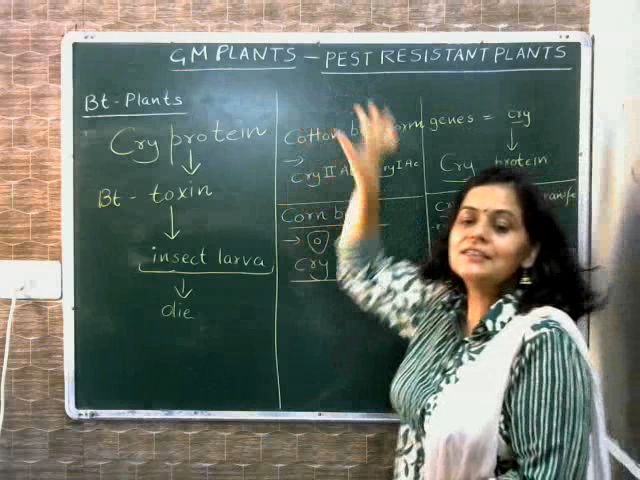 GM PLANTS - PEST RESISTANT PLANTS
Bt-Plants
Cry protein
Bt - toxin
insect larva
die
Cotton
→
Cry II A
Cry I Ac
Corn
→
Cry
genes = cry
Cry protein